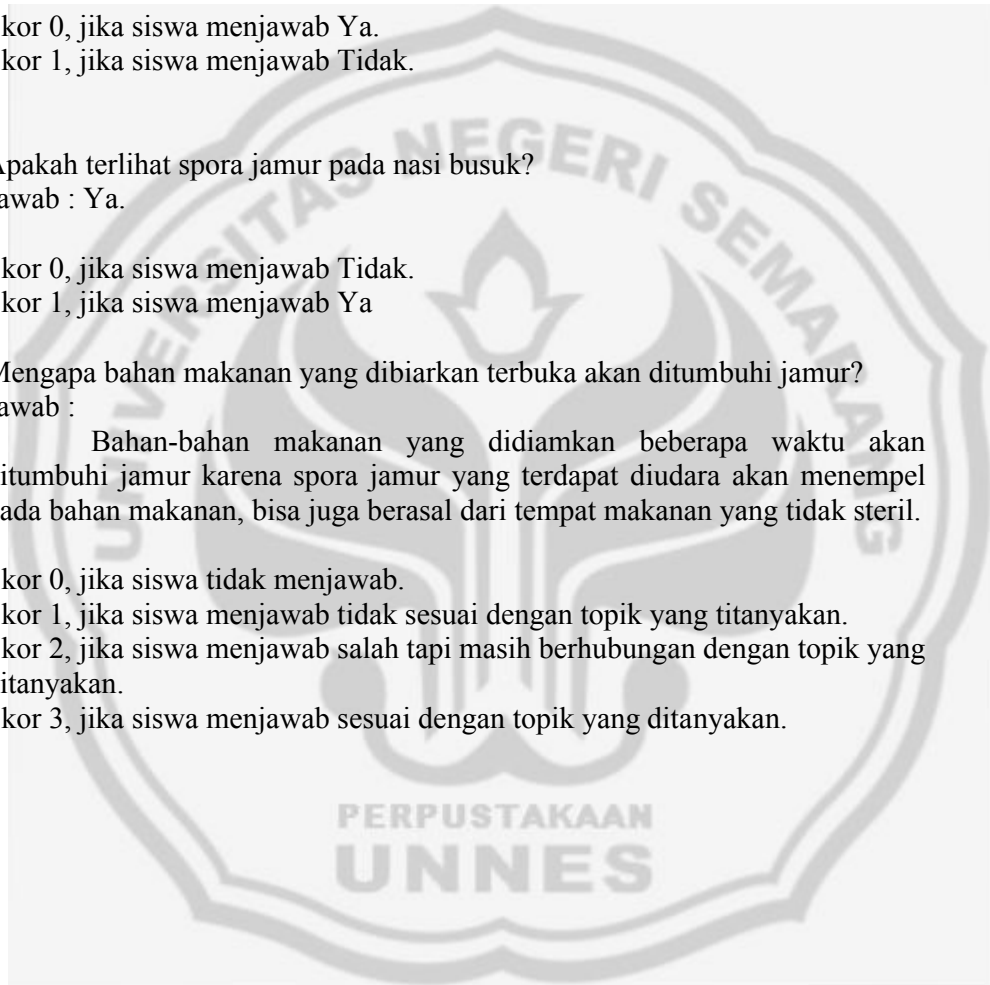 kor 0, jika siswa menjawab Ya.
kor 1, jika siswa menjawab Tidak.
Apakah terlihat spora jamur pada nasi busuk?
awab : Ya.
kor 0, jika siswa menjawab Tidak.
kor 1, jika siswa menjawab Ya
Mengapa bahan makanan yang dibiarkan terbuka akan ditumbuhi jamur?
awab :
Bahan-bahan makanan yang didiamkan beberapa waktu akan
itumbuhi jamur karena spora jamur yang terdapat diudara akan menempel
ada bahan makanan, bisa juga berasal dari tempat makanan yang tidak steril.
kor 0, jika siswa tidak menjawab.
kor 1, jika siswa menjawab tidak sesuai dengan topik yang titanyakan.
kor 2, jika siswa menjawab salah tapi masih berhubungan dengan topik yang
itanyakan.
kor 3, jika siswa menjawab sesuai dengan topik yang ditanyakan.
UNIVERSITAS NEGERI SEMARANG
PERPUSTAKAAN
UNNES